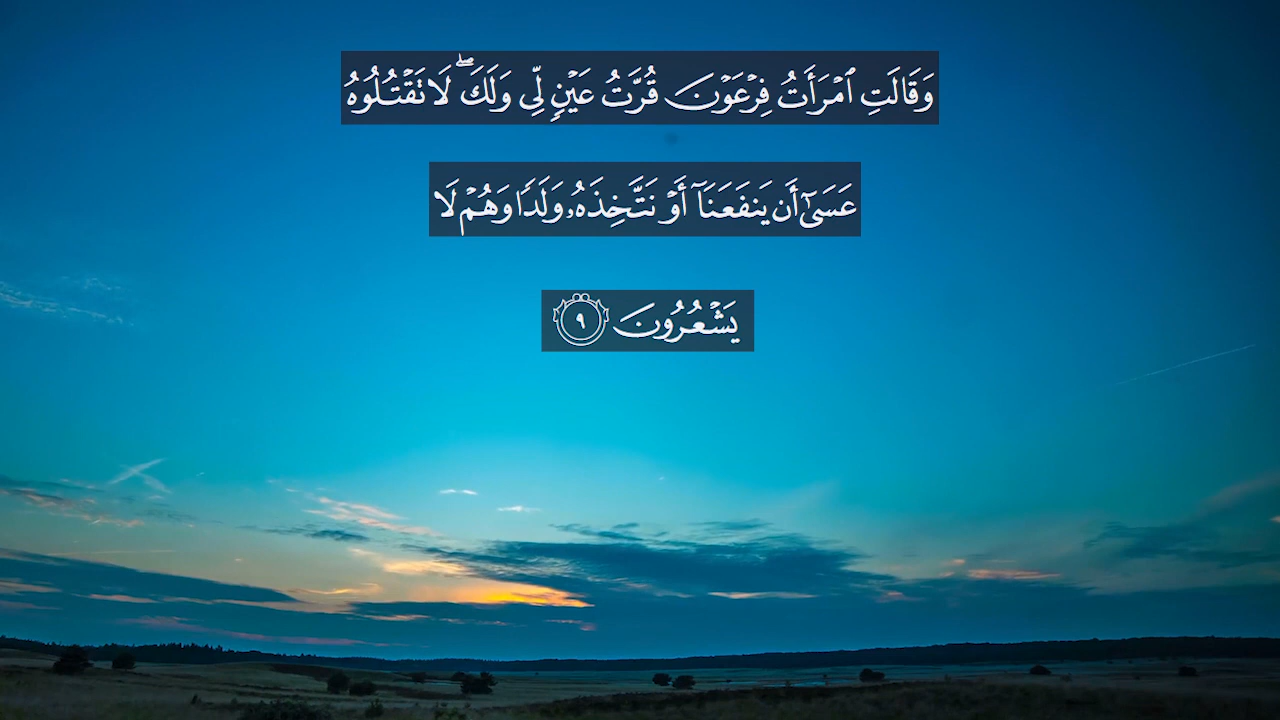 وَقَالَتِ ٱمۡرَأَتُ فِرۡعَوۡنَ قُرَّتُ عَيۡنٖ لِّي وَلَكَۖ لَا تَقۡتُلُوهُ
عَسَىٰٓ أَن يَنفَعَنَآ أَوۡ نَتَّخِذَهُۥ وَلَدٗا وَهُمۡ لَا
يَشۡعُرُونَ ٩